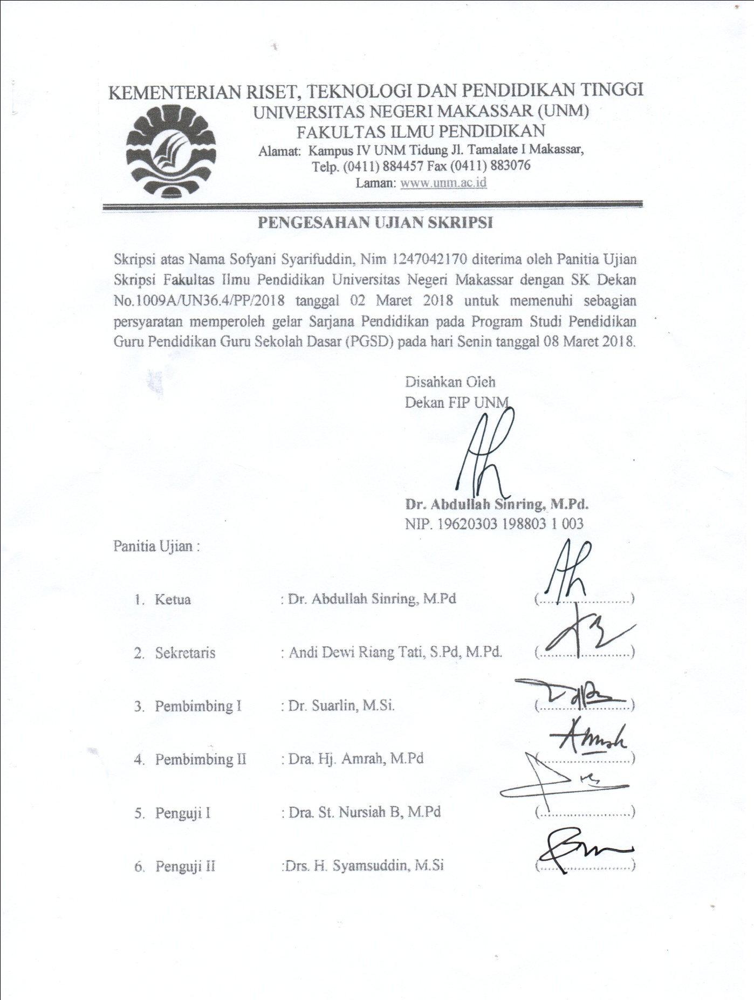 KEMENTERIAN RISET, TEKNOLOGI DAN PENDIDIKAN TINGGI
UNIVERSITAS NEGERI MAKASSAR (UNM)
FAKULTAS ILMU PENDIDIKAN
Alamat: Kampus IV UNM Tidung Jl. Tamalate I Makassar,
Telp. (0411) 884457 Fax (0411) 883076
Laman: www.unm.ac.id
PENGESAHAN UJIAN SKRIPSI
Skripsi atas Nama Sofyani Syarifuddin, Nim 1247042170 diterima oleh Panitia Ujian
Skripsi Fakultas Ilmu Pendidikan Universitas Negeri Makassar dengan SK Dekan
No.1009A/UN36.4/PP/2018 tanggal 02 Maret 2018 untuk memenuhi sebagian
persyaratan memperoleh gelar Sarjana Pendidikan pada Program Studi Pendidikan
Guru Pendidikan Guru Sekolah Dasar (PGSD) pada hari Senin tanggal 08 Maret 2018.
Disahkan Oleh
Dekan FIP UNM
Dr. Abdullah Sinring, M.Pd.
NIP. 19620303 198803 1 003
Panitia Ujian :
1. Ketua : Dr. Abdullah Sinring, M.Pd (........................)
2. Sekretaris : Andi Dewi Riang Tati, S.Pd, M.Pd. (........................)
3. Pembimbing I : Dr. Suarlin, M.Si. (........................)
4. Pembimbing II : Dra. Hj. Amrah, M.Pd (........................)
5. Penguji I : Dra. St. Nursiah B, M.Pd (........................)
6. Penguji II :Drs. H. Syamsuddin, M.Si (........................)